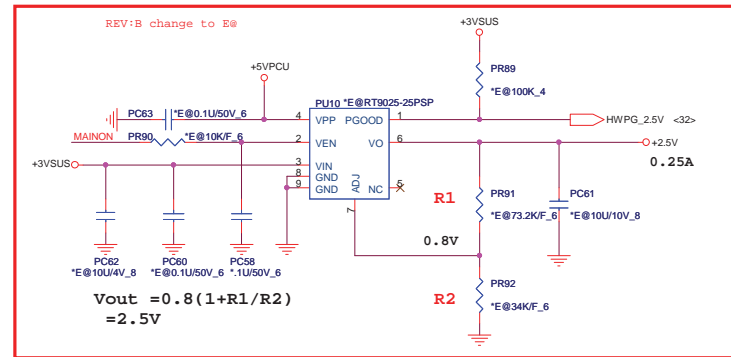 REV:B change to E@
+3VSUS
+5VPCU
PR89
*E@100K_4
PU10 *E@RT9025-25PSP
PC63 *E@0.1U/50V_6
4 VPP PGOOD 1
HWPG_2.5V <32>
MAINON PR90 *E@10K/F_6
2 VEN VO 6
+2.5V
0.25A
+3VSUS
3 VIN
8 GND
9 GND
ADJ
NC 5
7
R1
PR91
*E@73.2K/F_6
PC61
*E@10U/10V_8
0.8V
PC62
*E@10U/4V_8
PC60
*E@0.1U/50V_6
PC58
*.1U/50V_6
R2
PR92
*E@34K/F_6
Vout =0.8(1+R1/R2)
=2.5V